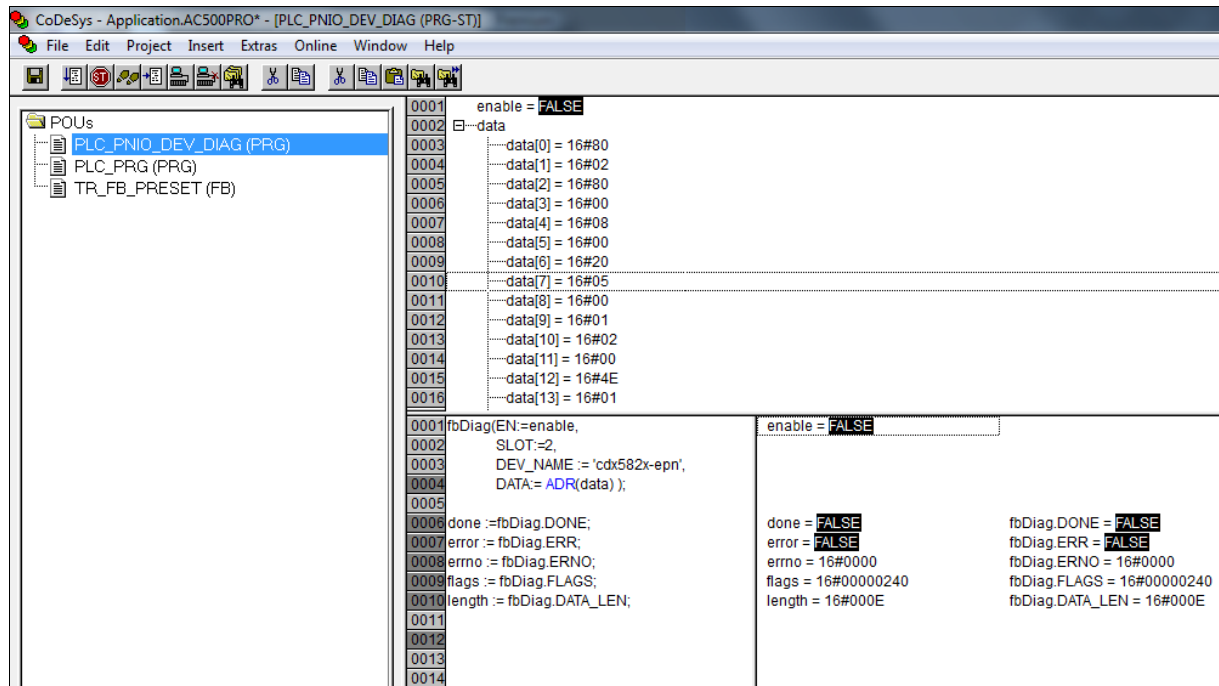 CoDeSys - Application.AC500PRO* - [PLC_PNIO_DEV_DIAG (PRG-ST)]
File Edit Project Insert Extras Online Window Help
POUs
PLC_PNIO_DEV_DIAG (PRG)
PLC_PRG (PRG)
TR_FB_PRESET (FB)
0001 enable = FALSE
0002 data
0003 data[0] = 16#80
0004 data[1] = 16#02
0005 data[2] = 16#80
0006 data[3] = 16#00
0007 data[4] = 16#08
0008 data[5] = 16#00
0009 data[6] = 16#20
0010 data[7] = 16#05
0011 data[8] = 16#00
0012 data[9] = 16#01
0013 data[10] = 16#02
0014 data[11] = 16#00
0015 data[12] = 16#4E
0016 data[13] = 16#01
0001 fbDiag(EN:=enable, enable = FALSE
0002 SLOT:=2,
0003 DEV_NAME := 'cdx582x-epn',
0004 DATA:= ADR(data) );
0005
0006 done :=fbDiag.DONE; done = FALSE fbDiag.DONE = FALSE
0007 error := fbDiag.ERR; error = FALSE fbDiag.ERR = FALSE
0008 errno := fbDiag.ERNO; errno = 16#0000 fbDiag.ERNO = 16#0000
0009 flags := fbDiag.FLAGS; flags = 16#00000240 fbDiag.FLAGS = 16#00000240
0010 length := fbDiag.DATA_LEN; length = 16#000E fbDiag.DATA_LEN = 16#000E
0011
0012
0013
0014